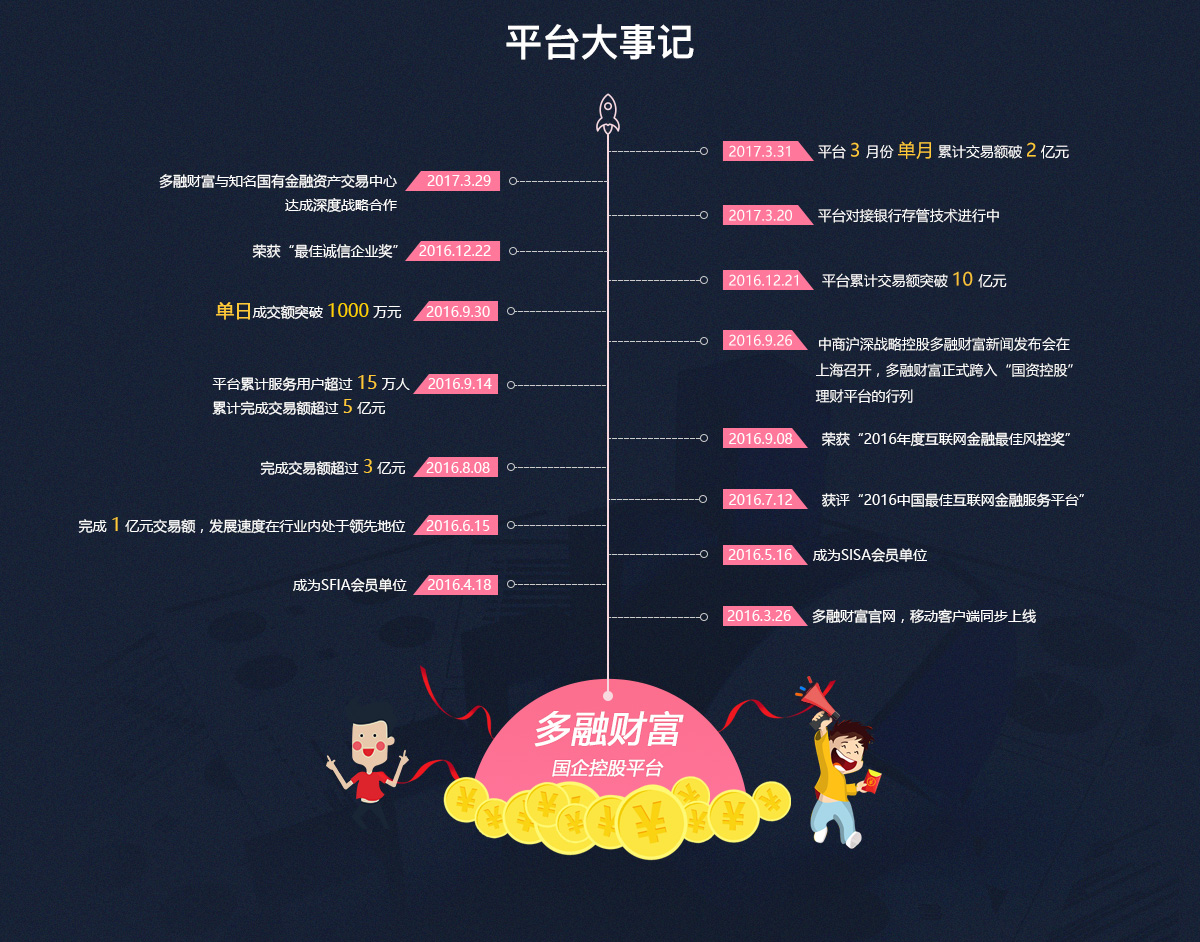 平台大事记
2017.3.31 平台 3 月份 单月 累计交易额破 2 亿元
多融财富与知名国有金融资产交易中心 2017.3.29
达成深度战略合作
2017.3.20 平台对接银行存管技术进行中
荣获“最佳诚信企业奖” 2016.12.22
2016.12.21 平台累计交易额突破 10 亿元
单日成交额突破 1000 万元 2016.9.30
2016.9.26 中商沪深战略控股多融财富新闻发布会在
上海召开，多融财富正式跨入“国资控股”
理财平台的行列
平台累计服务用户超过 15 万人 2016.9.14
累计完成交易额超过 5 亿元
2016.9.08 荣获“2016年度互联网金融最佳风控奖”
完成交易额超过 3 亿元 2016.8.08
2016.7.12 获评“2016中国最佳互联网金融服务平台”
完成 1 亿元交易额，发展速度在行业内处于领先地位 2016.6.15
2016.5.16 成为SISA会员单位
成为SFIA会员单位 2016.4.18
2016.3.26 多融财富官网，移动客户端同步上线
多融财富
国企控股平台